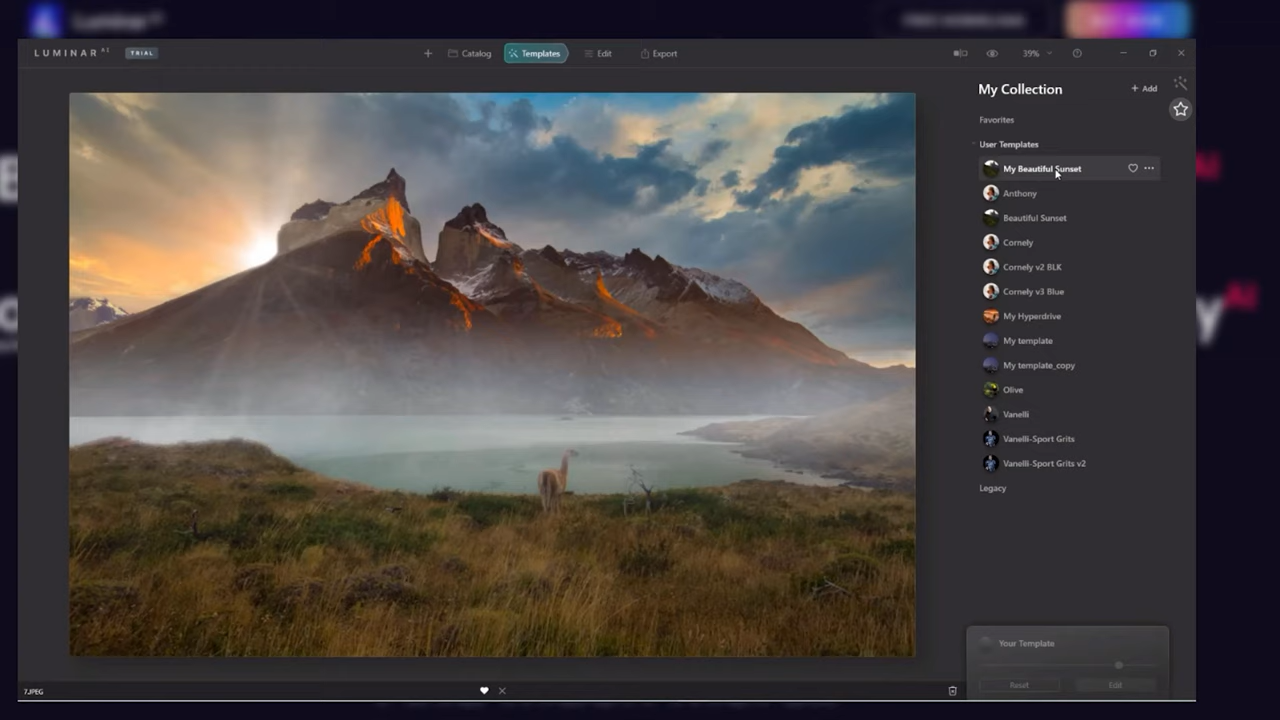 Luminar AI
LUMINAR AI TRIAL
Catalog Templates Edit Export 39%
My Collection + Add
Favorites
User Templates
My Beautiful Sunset
Anthony
Beautiful Sunset
Cornely
Cornely v2 BLK
Cornely v3 Blue
My Hyperdrive
My template
My template_copy
Olive
Vanelli
Vanelli-Sport Grits
Vanelli-Sport Grits v2
Legacy
Your Template
Reset Edit
7.JPEG